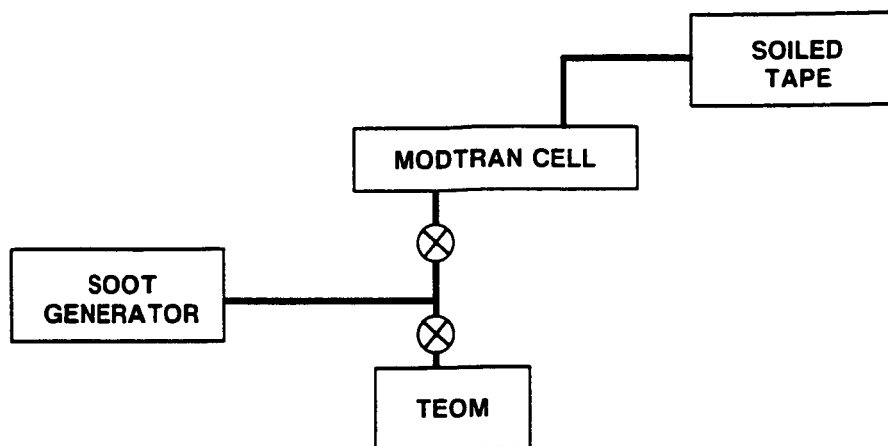 SOILED
TAPE
MODTRAN CELL
SOOT
GENERATOR
TEOM